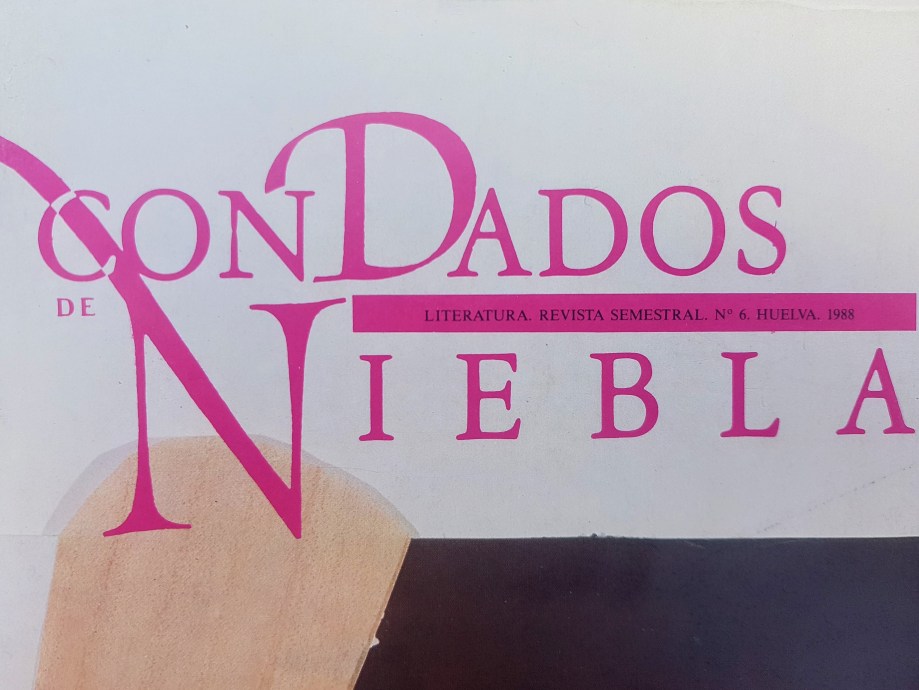 CONDADOS
DE
LITERATURA. REVISTA SEMESTRAL. Nº 6. HUELVA. 1988
NIEBLA